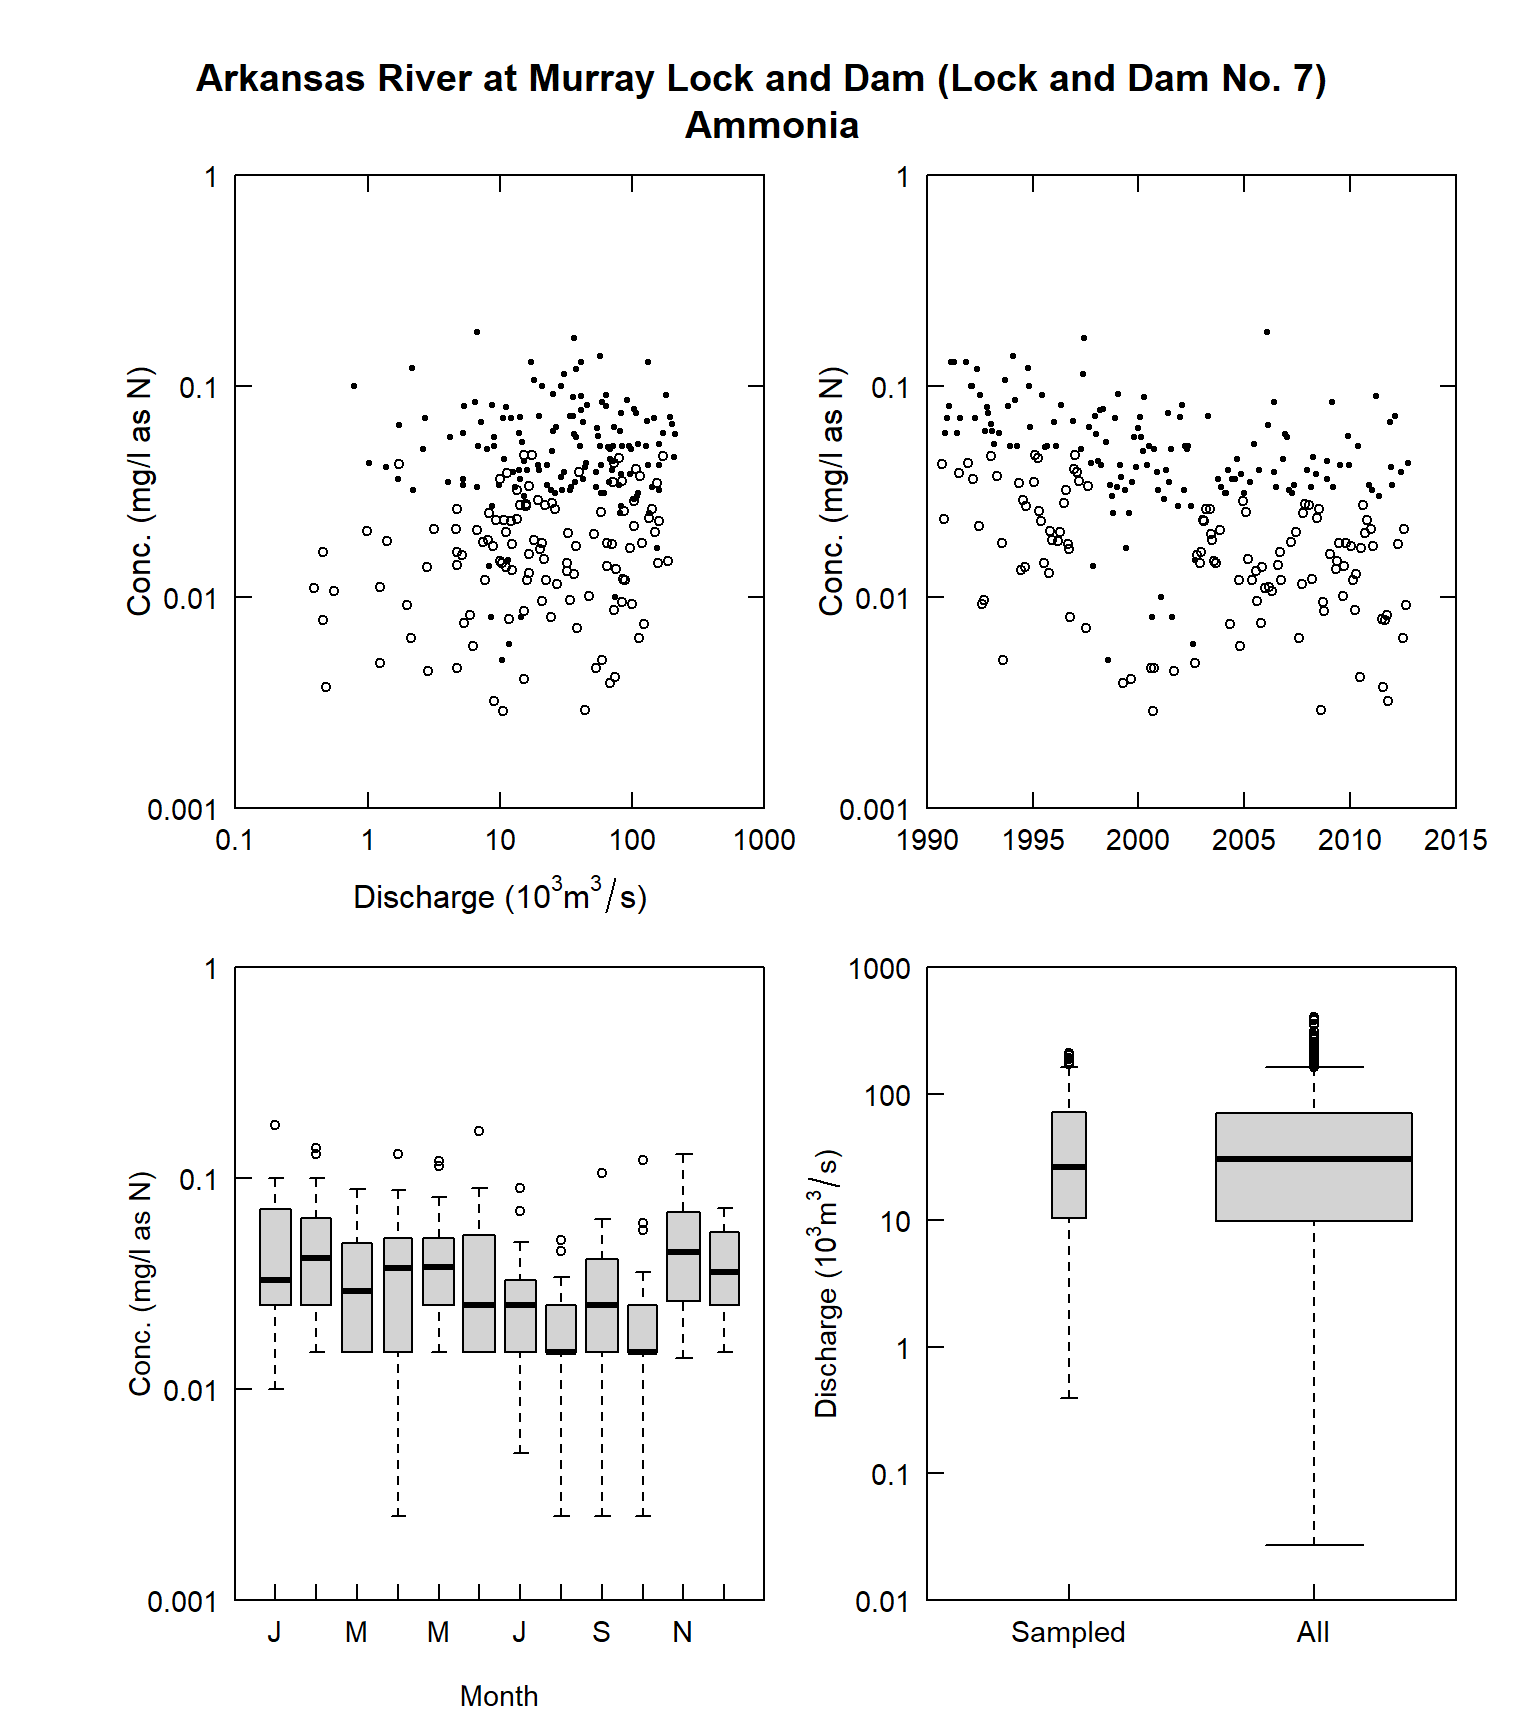 Arkansas River at Murray Lock and Dam (Lock and Dam No. 7)
Ammonia
1
0.1
0.01
0.001
Conc. (mg/l as N)
0.1 1 10 100 1000
Discharge (10³m³/s)
1
0.1
0.01
0.001
Conc. (mg/l as N)
1990 1995 2000 2005 2010 2015
1
0.1
0.01
0.001
Conc. (mg/l as N)
J M M J S N
Month
1000
100
10
1
0.1
0.01
Discharge (10³m³/s)
Sampled All